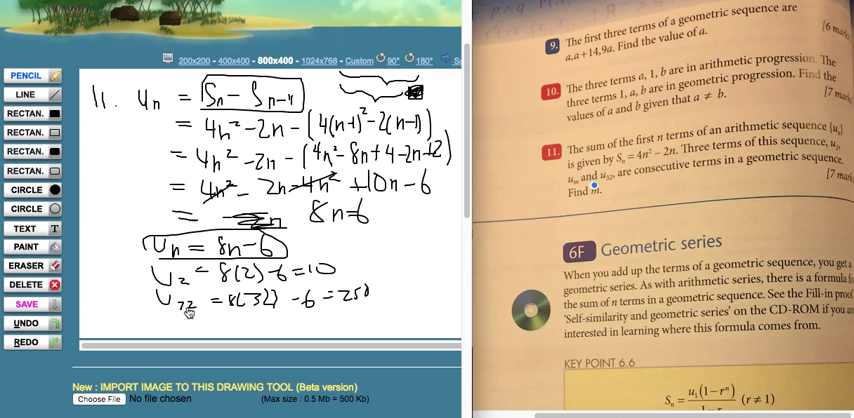 200x200 - 400x400 - 800x400 - 1024x768 - Custom 90° 180°
PENCIL
LINE
RECTAN.
RECTAN.
RECTAN.
RECTAN.
CIRCLE
CIRCLE
TEXT
PAINT
ERASER
DELETE
SAVE
UNDO
REDO
11. Un = Sn - Sn-1
= 4n² - 2n - (4(n-1)² - 2(n-1))
= 4n² - 2n - (4n² - 8n + 4 - 2n + 2)
= 4n² - 2n - 4n² + 10n - 6
= 8n - 6
Un = 8n - 6
U2 = 8(2) - 6 = 10
U32 = 8(32) - 6 = 250
New : IMPORT IMAGE TO THIS DRAWING TOOL (Beta version)
Choose File No file chosen (Max size : 0.5 Mb = 500 Kb)
9. The first three terms of a geometric sequence are
a, a + 14, 9a. Find the value of a. [6 mark
10. The three terms a, 1, b are in arithmetic progression. The
three terms 1, a, b are in geometric progression. Find the
values of a and b given that a ≠ b. [7 mark
11. The sum of the first n terms of an arithmetic sequence {un}
is given by Sn = 4n² - 2n. Three terms of this sequence, u2,
um and u32, are consecutive terms in a geometric sequence.
Find m. [7 mark
6F Geometric series
When you add up the terms of a geometric sequence, you get a
geometric series. As with arithmetic series, there is a formula f
the sum of n terms in a geometric sequence. See the Fill-in proof
'Self-similarity and geometric series' on the CD-ROM if you ar
interested in learning where this formula comes from.
KEY POINT 6.6
Sn = u1(1 - rⁿ) / 1 - r (r ≠ 1)